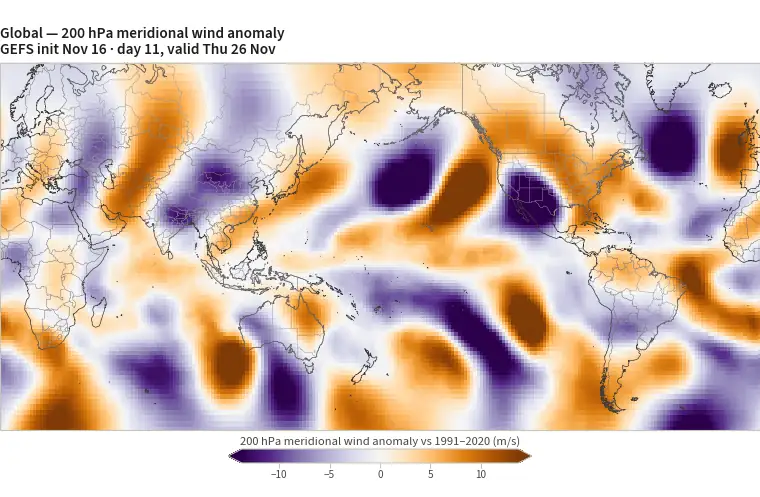 Global — 200 hPa meridional wind anomaly
GEFS init Nov 16 · day 11, valid Thu 26 Nov
200 hPa meridional wind anomaly vs 1991–2020 (m/s)
−10 −5 0 5 10